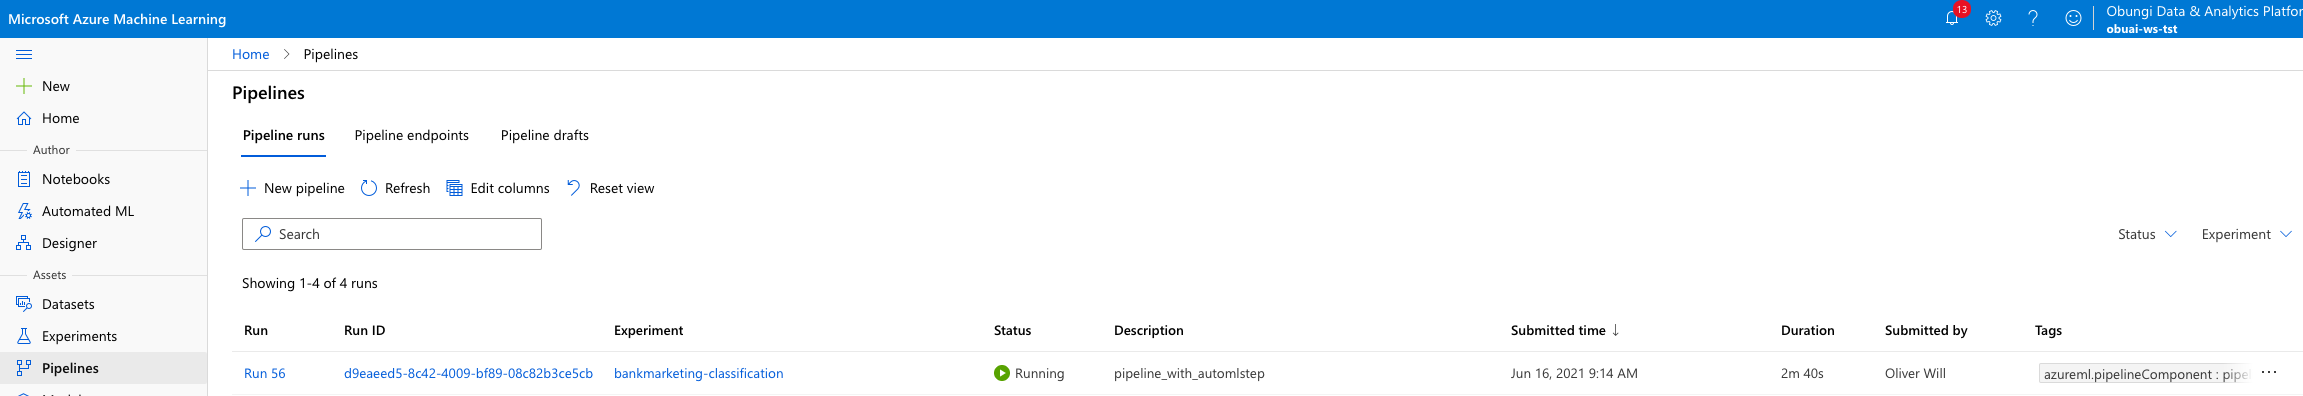 Microsoft Azure Machine Learning
13
Obungi Data & Analytics Platfor
obuai-ws-tst
New
Home
Author
Notebooks
Automated ML
Designer
Assets
Datasets
Experiments
Pipelines
Home > Pipelines
Pipelines
Pipeline runs Pipeline endpoints Pipeline drafts
New pipeline Refresh Edit columns Reset view
Search
Status Experiment
Showing 1-4 of 4 runs
Run Run ID Experiment Status Description Submitted time ↓ Duration Submitted by Tags
Run 56 d9eaeed5-8c42-4009-bf89-08c82b3ce5cb bankmarketing-classification Running pipeline_with_automlstep Jun 16, 2021 9:14 AM 2m 40s Oliver Will azureml.pipelineComponent : pipel ...